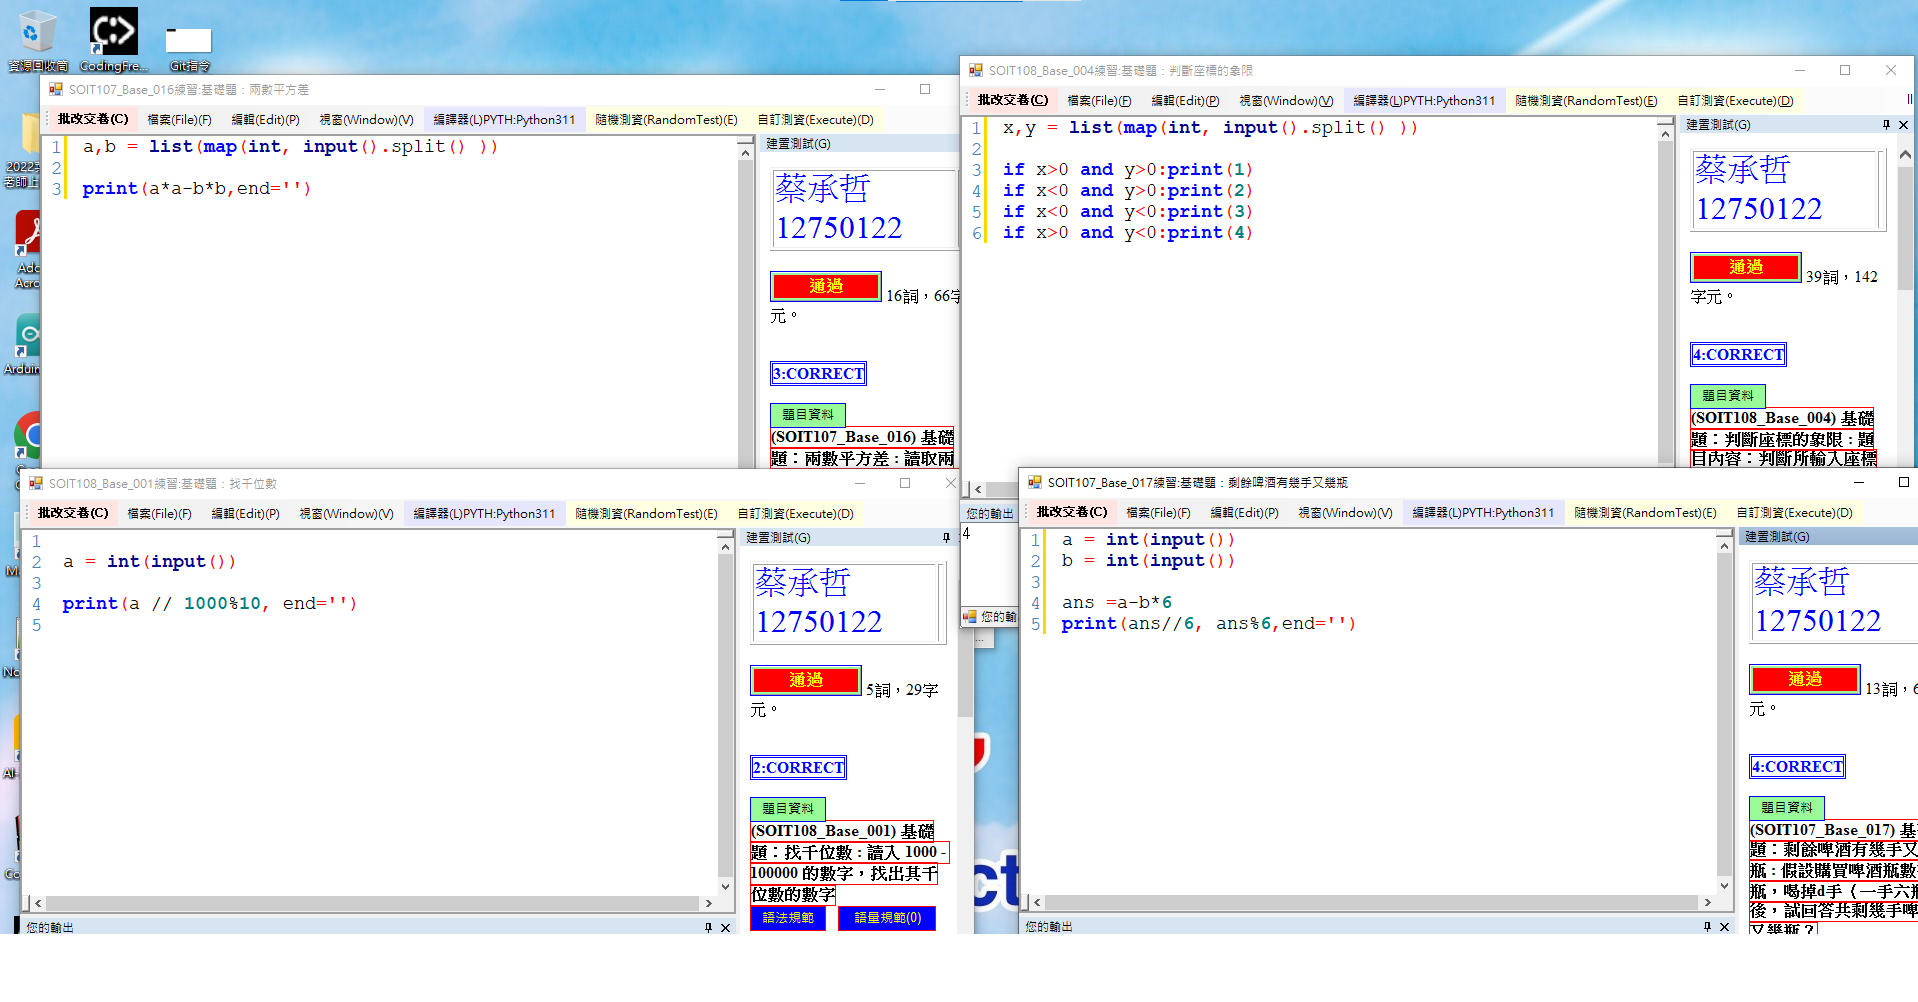 資源回收筒
CodingFre...
Git指令
2022
老師上
Ado
Acro
Arduin
SOIT107_Base_016練習:基礎題：兩數平方差
批改交卷(C) 檔案(File)(F) 編輯(Edit)(P) 視窗(Window)(V) 編譯器(L)PYTH:Python311 隨機測資(RandomTest)(E) 自訂測資(Execute)(D)
1 a,b = list(map(int, input().split() ))
2
3 print(a*a-b*b,end='')
建置測試(G)
蔡承哲
12750122
通過 16詞，66字
元。
3:CORRECT
題目資料
(SOIT107_Base_016) 基礎
題：兩數平方差 : 讀取兩
SOIT108_Base_004練習:基礎題：判斷座標的象限
批改交卷(C) 檔案(File)(F) 編輯(Edit)(P) 視窗(Window)(V) 編譯器(L)PYTH:Python311 隨機測資(RandomTest)(E) 自訂測資(Execute)(D)
1 x,y = list(map(int, input().split() ))
2
3 if x>0 and y>0:print(1)
4 if x<0 and y>0:print(2)
5 if x<0 and y<0:print(3)
6 if x>0 and y<0:print(4)
建置測試(G)
蔡承哲
12750122
通過 39詞，142
字元。
4:CORRECT
題目資料
(SOIT108_Base_004) 基礎
題：判斷座標的象限 : 題
目內容：判斷所輸入座標
您的輸出
4
您的輸
SOIT108_Base_001練習:基礎題：找千位數
批改交卷(C) 檔案(File)(F) 編輯(Edit)(P) 視窗(Window)(V) 編譯器(L)PYTH:Python311 隨機測資(RandomTest)(E) 自訂測資(Execute)(D)
1
2 a = int(input())
3
4 print(a // 1000%10, end='')
5
建置測試(G)
蔡承哲
12750122
通過 5詞，29字
元。
2:CORRECT
題目資料
(SOIT108_Base_001) 基礎
題：找千位數 : 讀入 1000 -
100000 的數字，找出其千
位數的數字
語法規範 語量規範(0)
您的輸出
SOIT107_Base_017練習:基礎題：剩餘啤酒有幾手又幾瓶
批改交卷(C) 檔案(File)(F) 編輯(Edit)(P) 視窗(Window)(V) 編譯器(L)PYTH:Python311 隨機測資(RandomTest)(E) 自訂測資(Execute)(D)
1 a = int(input())
2 b = int(input())
3
4 ans =a-b*6
5 print(ans//6, ans%6,end='')
建置測試(G)
蔡承哲
12750122
通過 13詞，6
元。
4:CORRECT
題目資料
(SOIT107_Base_017) 基
題：剩餘啤酒有幾手又
瓶 : 假設購買啤酒瓶數
瓶，喝掉d手（一手六瓶
後，試回答共剩幾手啤
又幾瓶？
您的輸出
ct